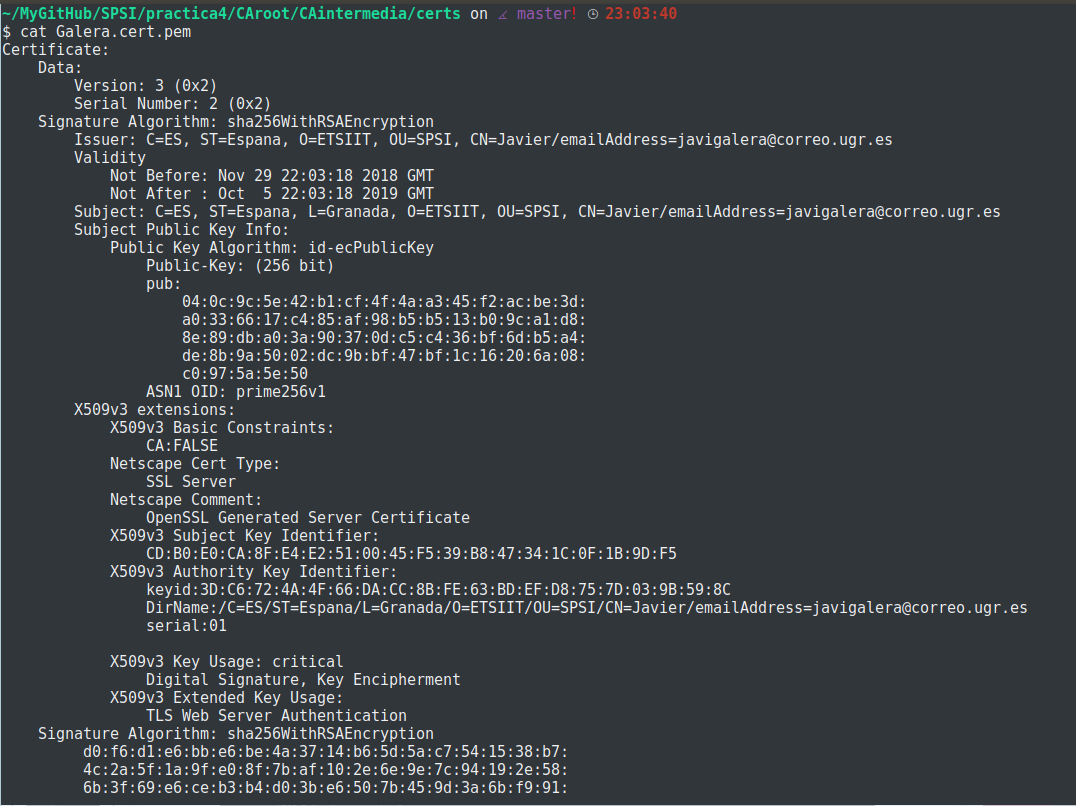 ~/MyGitHub/SPSI/practica4/CAroot/CAintermedia/certs on master! 23:03:40
$ cat Galera.cert.pem
Certificate:
    Data:
        Version: 3 (0x2)
        Serial Number: 2 (0x2)
    Signature Algorithm: sha256WithRSAEncryption
        Issuer: C=ES, ST=Espana, O=ETSIIT, OU=SPSI, CN=Javier/emailAddress=javigalera@correo.ugr.es
        Validity
            Not Before: Nov 29 22:03:18 2018 GMT
            Not After : Oct  5 22:03:18 2019 GMT
        Subject: C=ES, ST=Espana, L=Granada, O=ETSIIT, OU=SPSI, CN=Javier/emailAddress=javigalera@correo.ugr.es
        Subject Public Key Info:
            Public Key Algorithm: id-ecPublicKey
                Public-Key: (256 bit)
                pub:
                    04:0c:9c:5e:42:b1:cf:4f:4a:a3:45:f2:ac:be:3d:
                    a0:33:66:17:c4:85:af:98:b5:b5:13:b0:9c:a1:d8:
                    8e:89:db:a0:3a:90:37:0d:c5:c4:36:bf:6d:b5:a4:
                    de:8b:9a:50:02:dc:9b:bf:47:bf:1c:16:20:6a:08:
                    c0:97:5a:5e:50
                ASN1 OID: prime256v1
        X509v3 extensions:
            X509v3 Basic Constraints:
                CA:FALSE
            Netscape Cert Type:
                SSL Server
            Netscape Comment:
                OpenSSL Generated Server Certificate
            X509v3 Subject Key Identifier:
                CD:B0:E0:CA:8F:E4:E2:51:00:45:F5:39:B8:47:34:1C:0F:1B:9D:F5
            X509v3 Authority Key Identifier:
                keyid:3D:C6:72:4A:4F:66:DA:CC:8B:FE:63:BD:EF:D8:75:7D:03:9B:59:8C
                DirName:/C=ES/ST=Espana/L=Granada/O=ETSIIT/OU=SPSI/CN=Javier/emailAddress=javigalera@correo.ugr.es
                serial:01

            X509v3 Key Usage: critical
                Digital Signature, Key Encipherment
            X509v3 Extended Key Usage:
                TLS Web Server Authentication
    Signature Algorithm: sha256WithRSAEncryption
         d0:f6:d1:e6:bb:e6:be:4a:37:14:b6:5d:5a:c7:54:15:38:b7:
         4c:2a:5f:1a:9f:e0:8f:7b:af:10:2e:6e:9e:7c:94:19:2e:58:
         6b:3f:69:e6:ce:b3:b4:d0:3b:e6:50:7b:45:9d:3a:6b:f9:91: